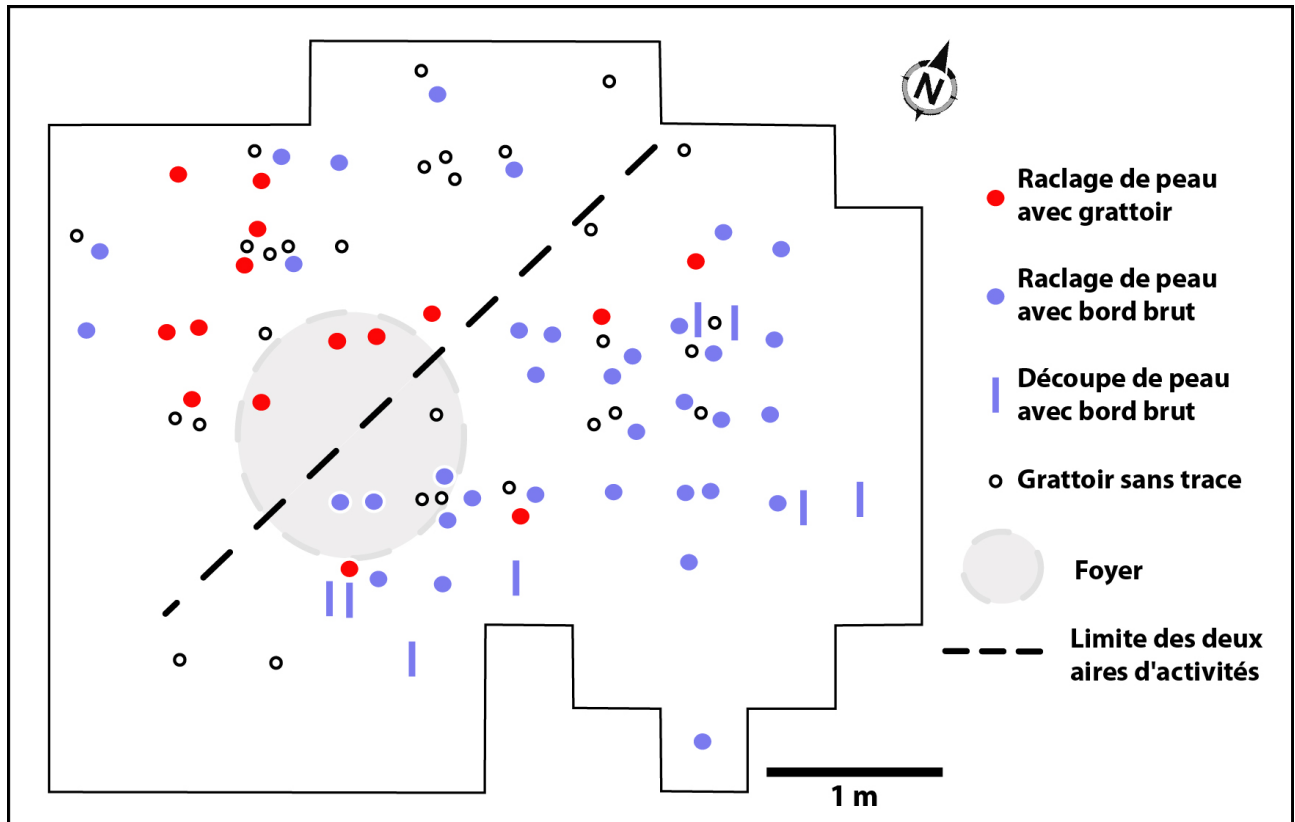 N
Raclage de peau
avec grattoir
Raclage de peau
avec bord brut
Découpe de peau
avec bord brut
Grattoir sans trace
Foyer
Limite des deux
aires d'activités
1 m